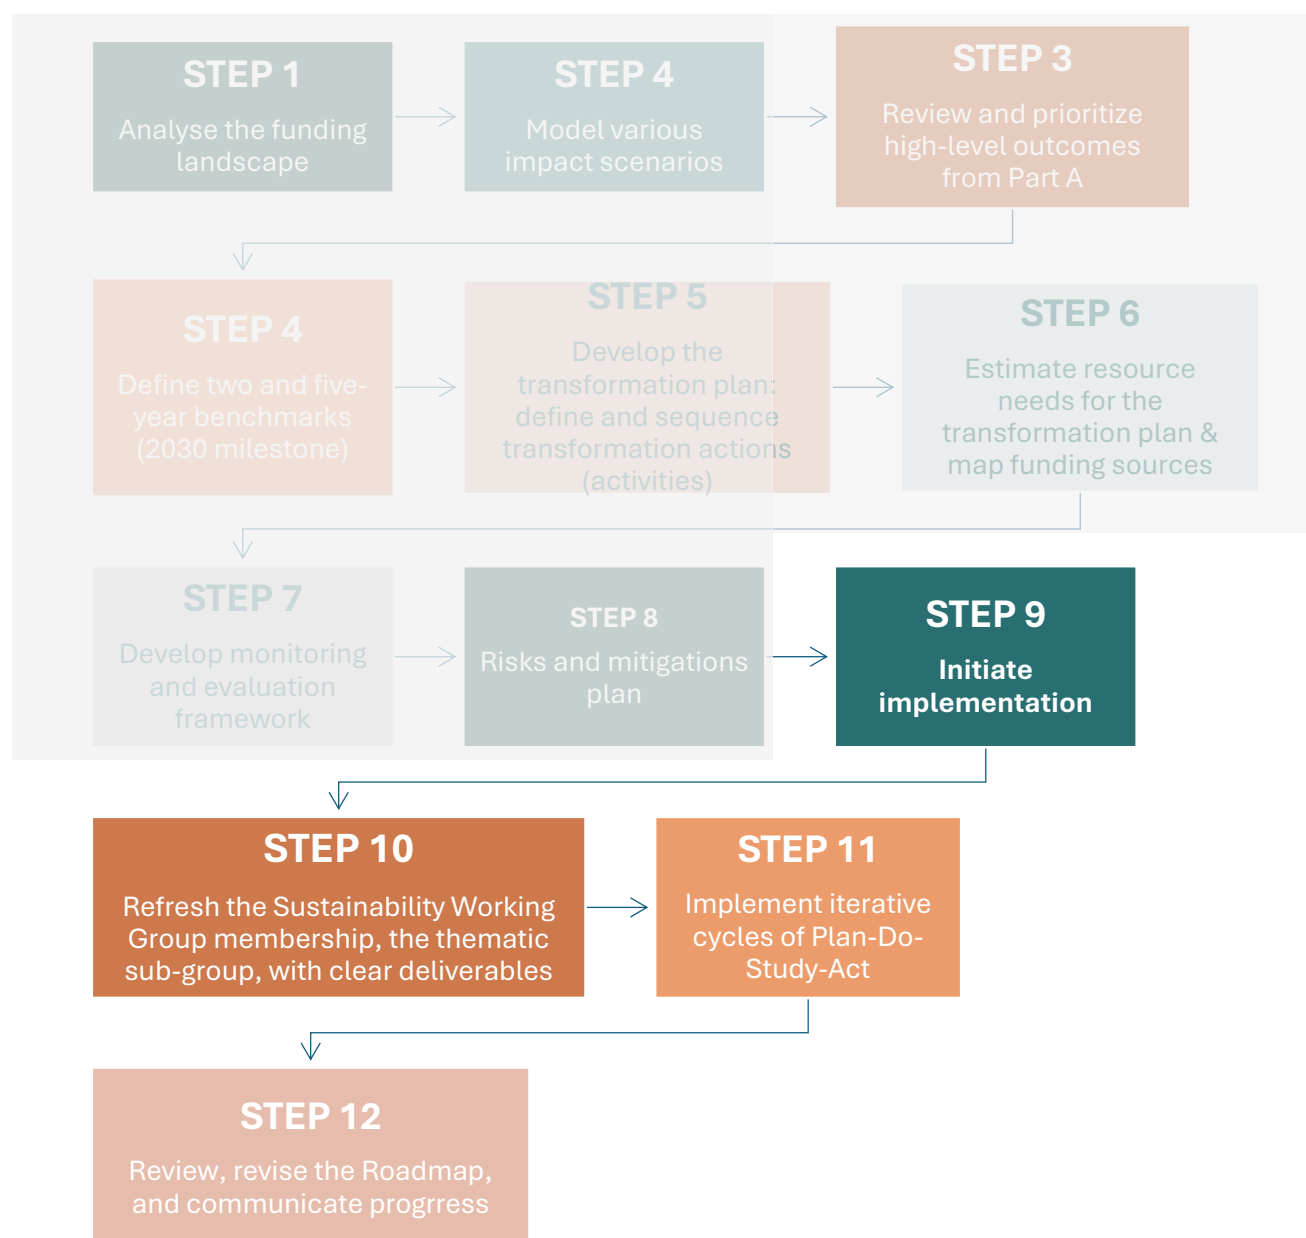 STEP 1
Analyse the funding
landscape
STEP 4
Model various
impact scenarios
STEP 3
Review and prioritize
high-level outcomes
from Part A
STEP 4
Define two and five-
year benchmarks
(2030 milestone)
STEP 5
Develop the
transformation plan:
define and sequence
transformation actions
(activities)
STEP 6
Estimate resource
needs for the
transformation plan &
map funding sources
STEP 7
Develop monitoring
and evaluation
framework
STEP 8
Risks and mitigations
plan
STEP 9
Initiate
implementation
STEP 10
Refresh the Sustainability Working
Group membership, the thematic
sub-group, with clear deliverables
STEP 11
Implement iterative
cycles of Plan-Do-
Study-Act
STEP 12
Review, revise the Roadmap,
and communicate progrress